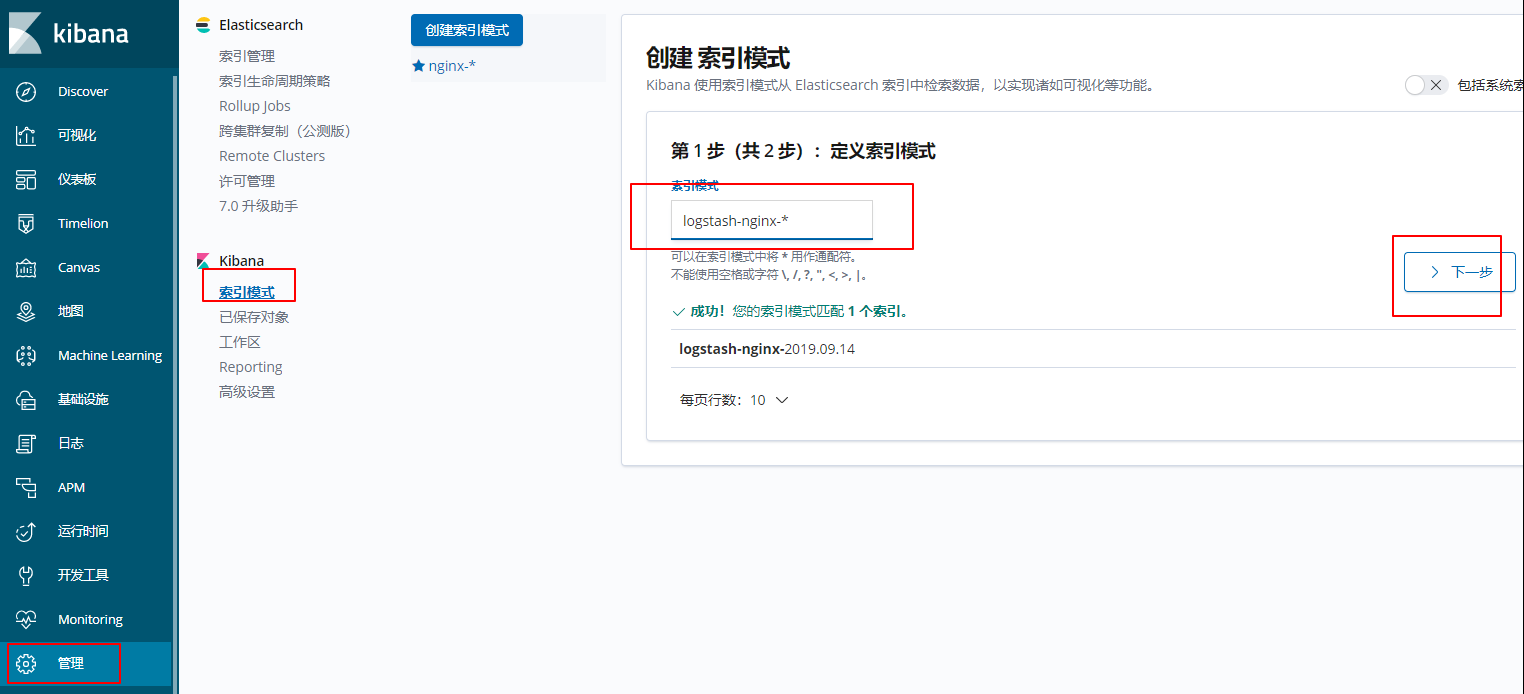 kibana
Discover
可视化
仪表板
Timelion
Canvas
地图
Machine Learning
基础设施
日志
APM
运行时间
开发工具
Monitoring
管理
Elasticsearch
索引管理
索引生命周期策略
Rollup Jobs
跨集群复制（公测版）
Remote Clusters
许可管理
7.0 升级助手
Kibana
索引模式
已保存对象
工作区
Reporting
高级设置
创建索引模式
nginx-*
创建 索引模式
Kibana 使用索引模式从 Elasticsearch 索引中检索数据，以实现诸如可视化等功能。
包括系统索
第 1 步（共 2 步）：定义索引模式
索引模式
logstash-nginx-*
可以在索引模式中将 * 用作通配符。
不能使用空格或字符 \, /, ?, ", <, >, |。
下一步
成功！您的索引模式匹配 1 个索引。
logstash-nginx-2019.09.14
每页行数：10